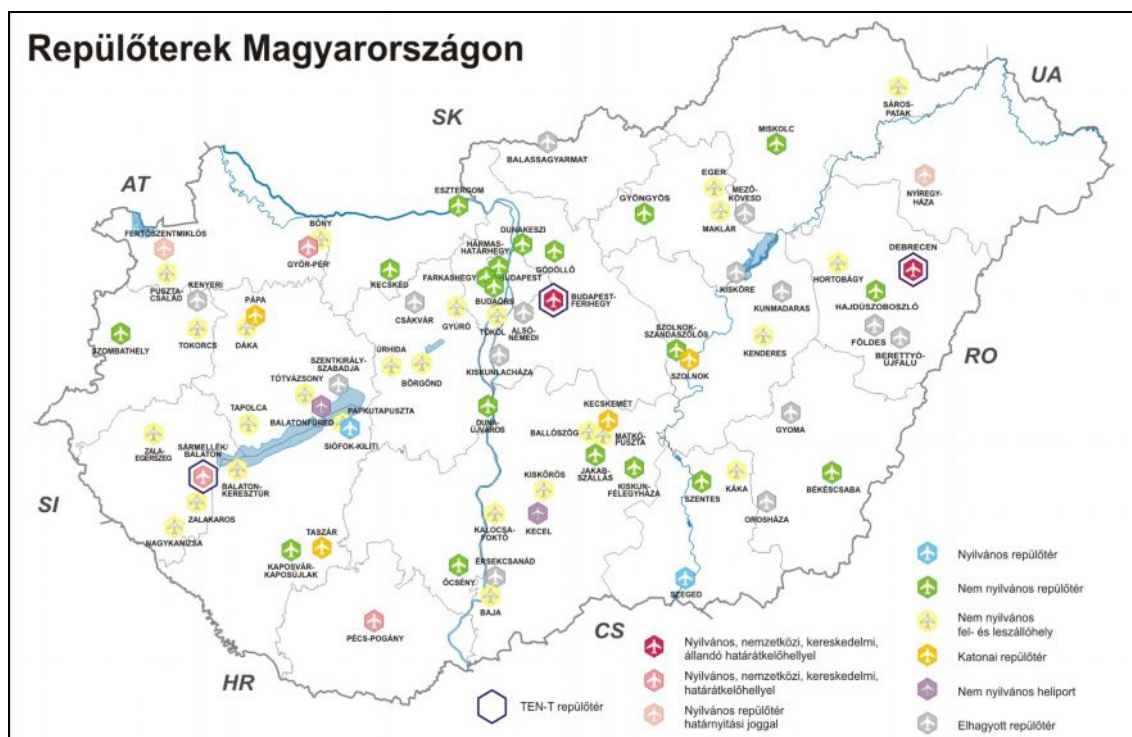 Repülőterek Magyarországon
UA
SK
AT
SÁROS-
PATAK
MISKOLC
BALASSAGYARMAT
EGER
MEZŐ-
KÖVESD
NYÍREGY-
HÁZA
ESZTERGOM
GYÖNGYÖS
MAKLÁR
BŐNY
FERTŐSZENTMIKLÓS
GYŐR-PÉR
DUNAKESZI
HÁRMAS-
HATÁRHEGY
GÖDÖLLŐ
DEBRECEN
PUSZTA-
CSALÁD
KENYERI
KECSKÉD
FARKASHEGY
BUDAPEST
HORTOBÁGY
KISKÖRE
KUNMADARAS
HAJDÚSZOBOSZLÓ
PÁPA
CSÁKVÁR
BUDAÖRS
BUDAPEST-
FERIHEGY
GYÚRÓ
TÖKÖL
ALSÓ-
NÉMEDI
SZOMBATHELY
TOKORCS
DÁKA
SZOLNOK-
SZANDASZŐLŐS
KENDERES
FÖLDES
BERETTYÓ-
ÚJFALU
RO
ÚRHIDA
BÖRGÖND
KISKUNLACHÁZA
SZOLNOK
SZENTKIRÁLY-
SZABADJA
TÓTVÁZSONY
TAPOLCA
BALATONFÜRED
PAPKUTAPUSZTA
SIÓFOK-KILITI
DUNA-
ÚJVÁROS
KECSKEMÉT
BALLÓSZÖG
MATKÓ-
PUSZTA
GYOMA
ZALA-
EGERSZEG
SÁRMELLÉK/
BALATON
JAKAB-
SZÁLLÁS
KISKUN-
FÉLEGYHÁZA
BALATON-
KERESZTÚR
KISKŐRÖS
SZENTES
KÁKA
BÉKÉSCSABA
SI
ZALAKAROS
OROSHÁZA
NAGYKANIZSA
KALOCSA-
FOKTŐ
KECEL
TASZÁR
KAPOSVÁR-
KAPOSÚJLAK
ŐCSÉNY
ÉRSEKCSANÁD
BAJA
SZEGED
PÉCS-POGÁNY
CS
HR
TEN-T repülőtér
Nyilvános, nemzetközi, kereskedelmi,
állandó határátkelőhellyel
Nyilvános, nemzetközi, kereskedelmi,
határátkelőhellyel
Nyilvános repülőtér
határnyitási joggal
Nyilvános repülőtér
Nem nyilvános repülőtér
Nem nyilvános
fel- és leszállóhely
Katonai repülőtér
Nem nyilvános heliport
Elhagyott repülőtér